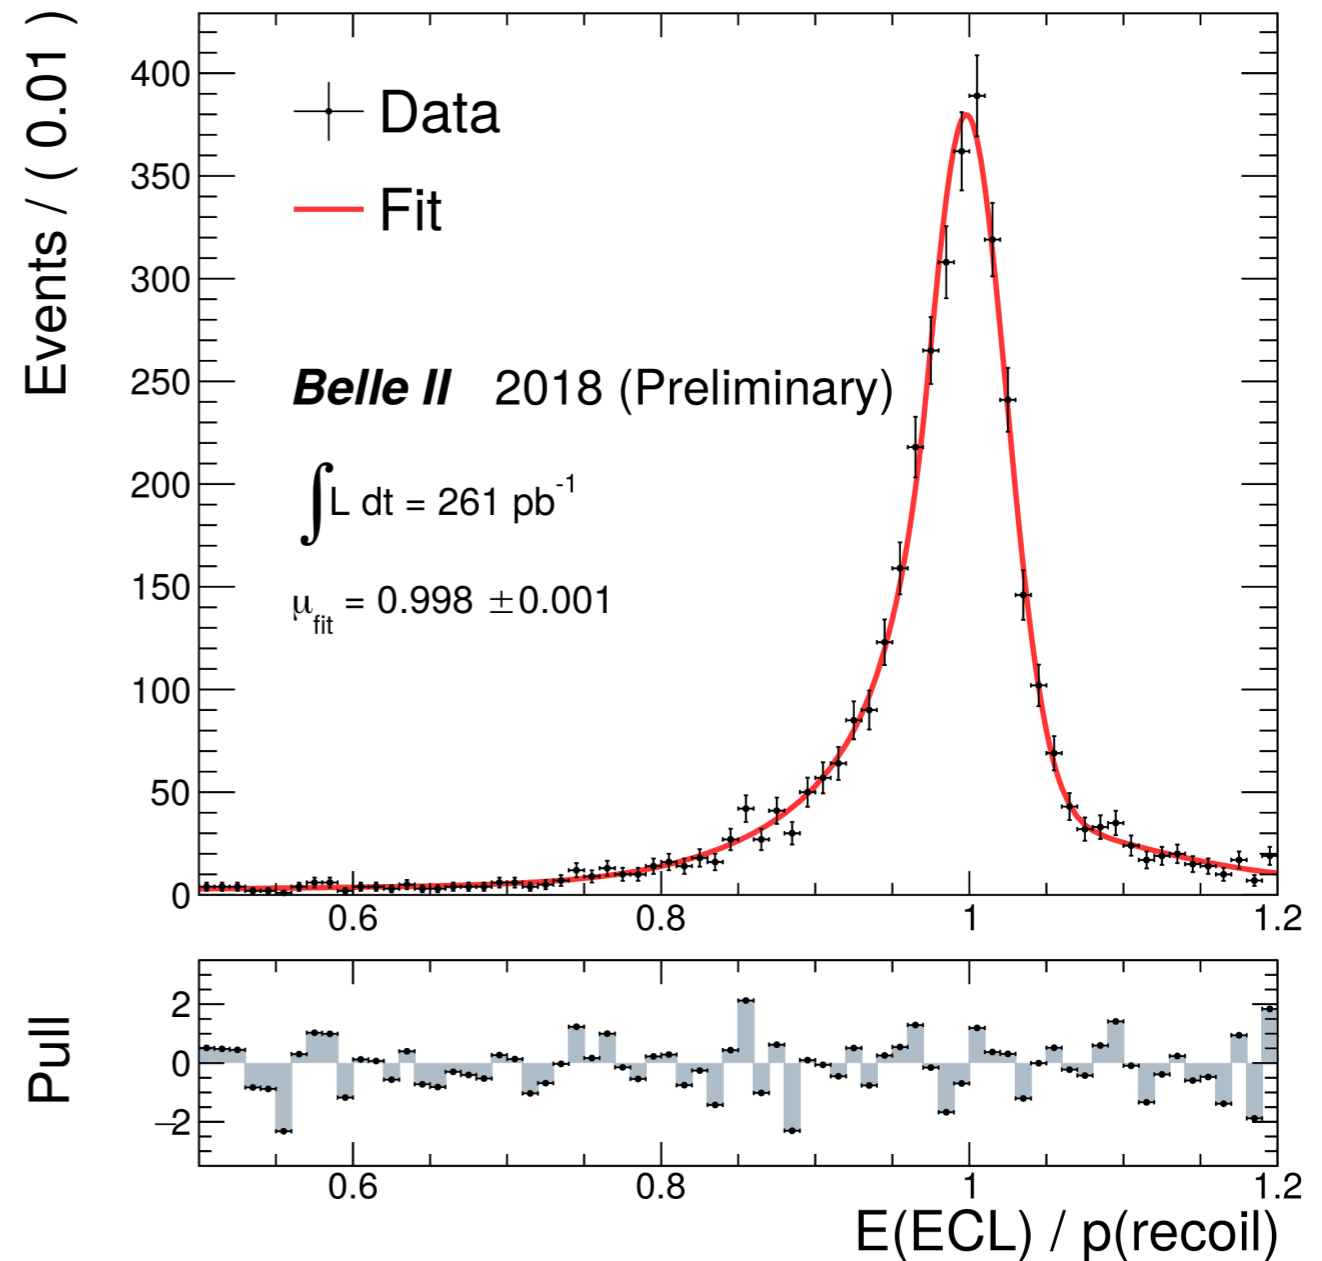 Events / ( 0.01 )
400
350
300
250
200
150
100
50
0
Data
Fit
Belle II 2018 (Preliminary)
∫L dt = 261 pb⁻¹
μfit = 0.998 ±0.001
0.6 0.8 1 1.2
Pull
2
0
−2
0.6 0.8 1 1.2
E(ECL) / p(recoil)